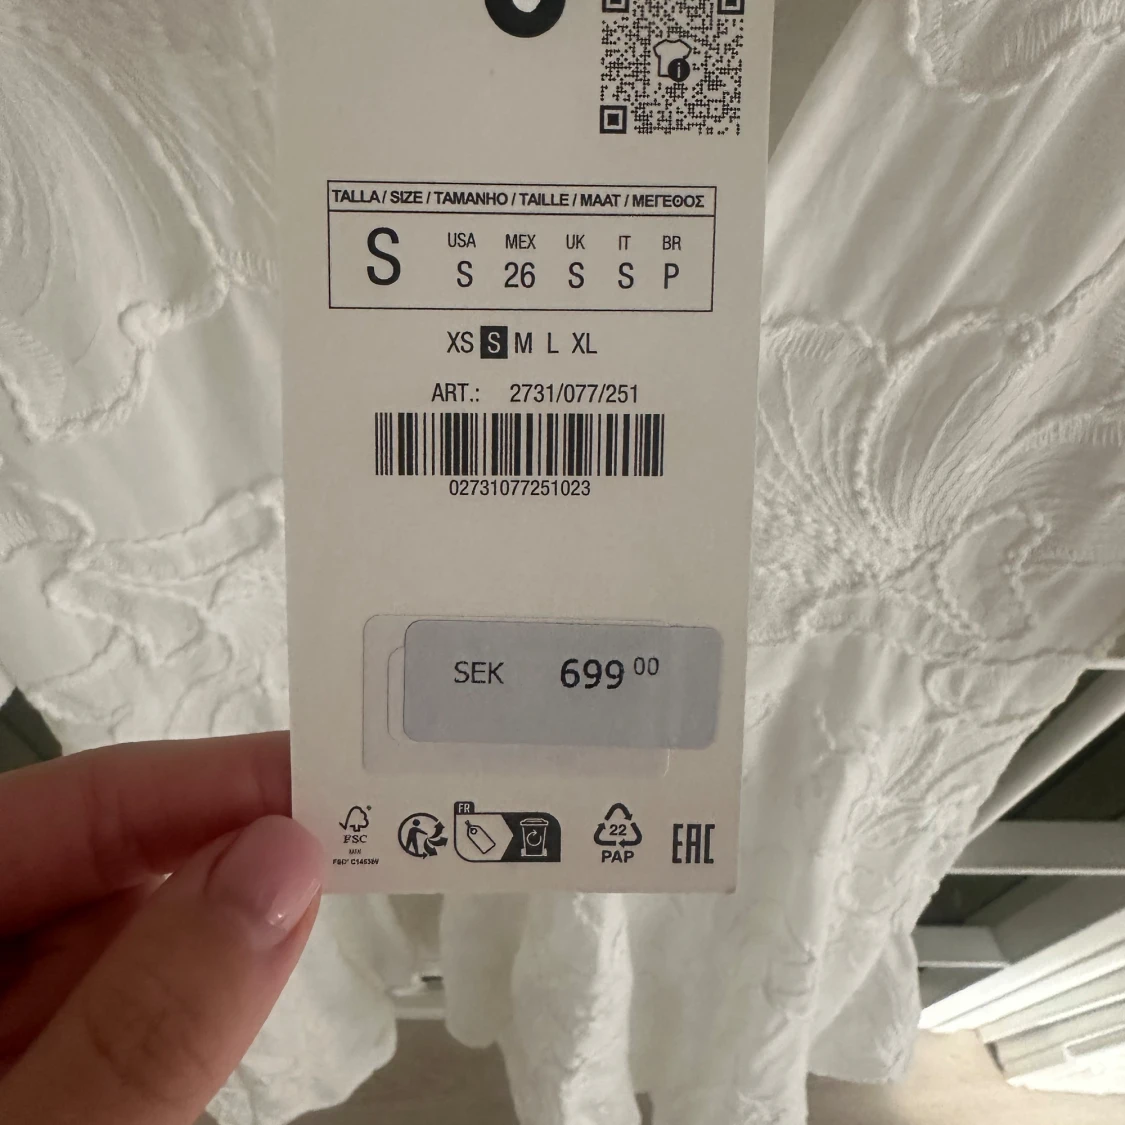 TALLA / SIZE / TAMANHO / TAILLE / MAAT / ΜΕΓΕΘΟΣ
S
USA MEX UK IT BR
S 26 S S P
XS S M L XL
ART.: 2731/077/251
02731077251023
SEK 699 00
FR
FSC
MIX
22
PAP
EAC